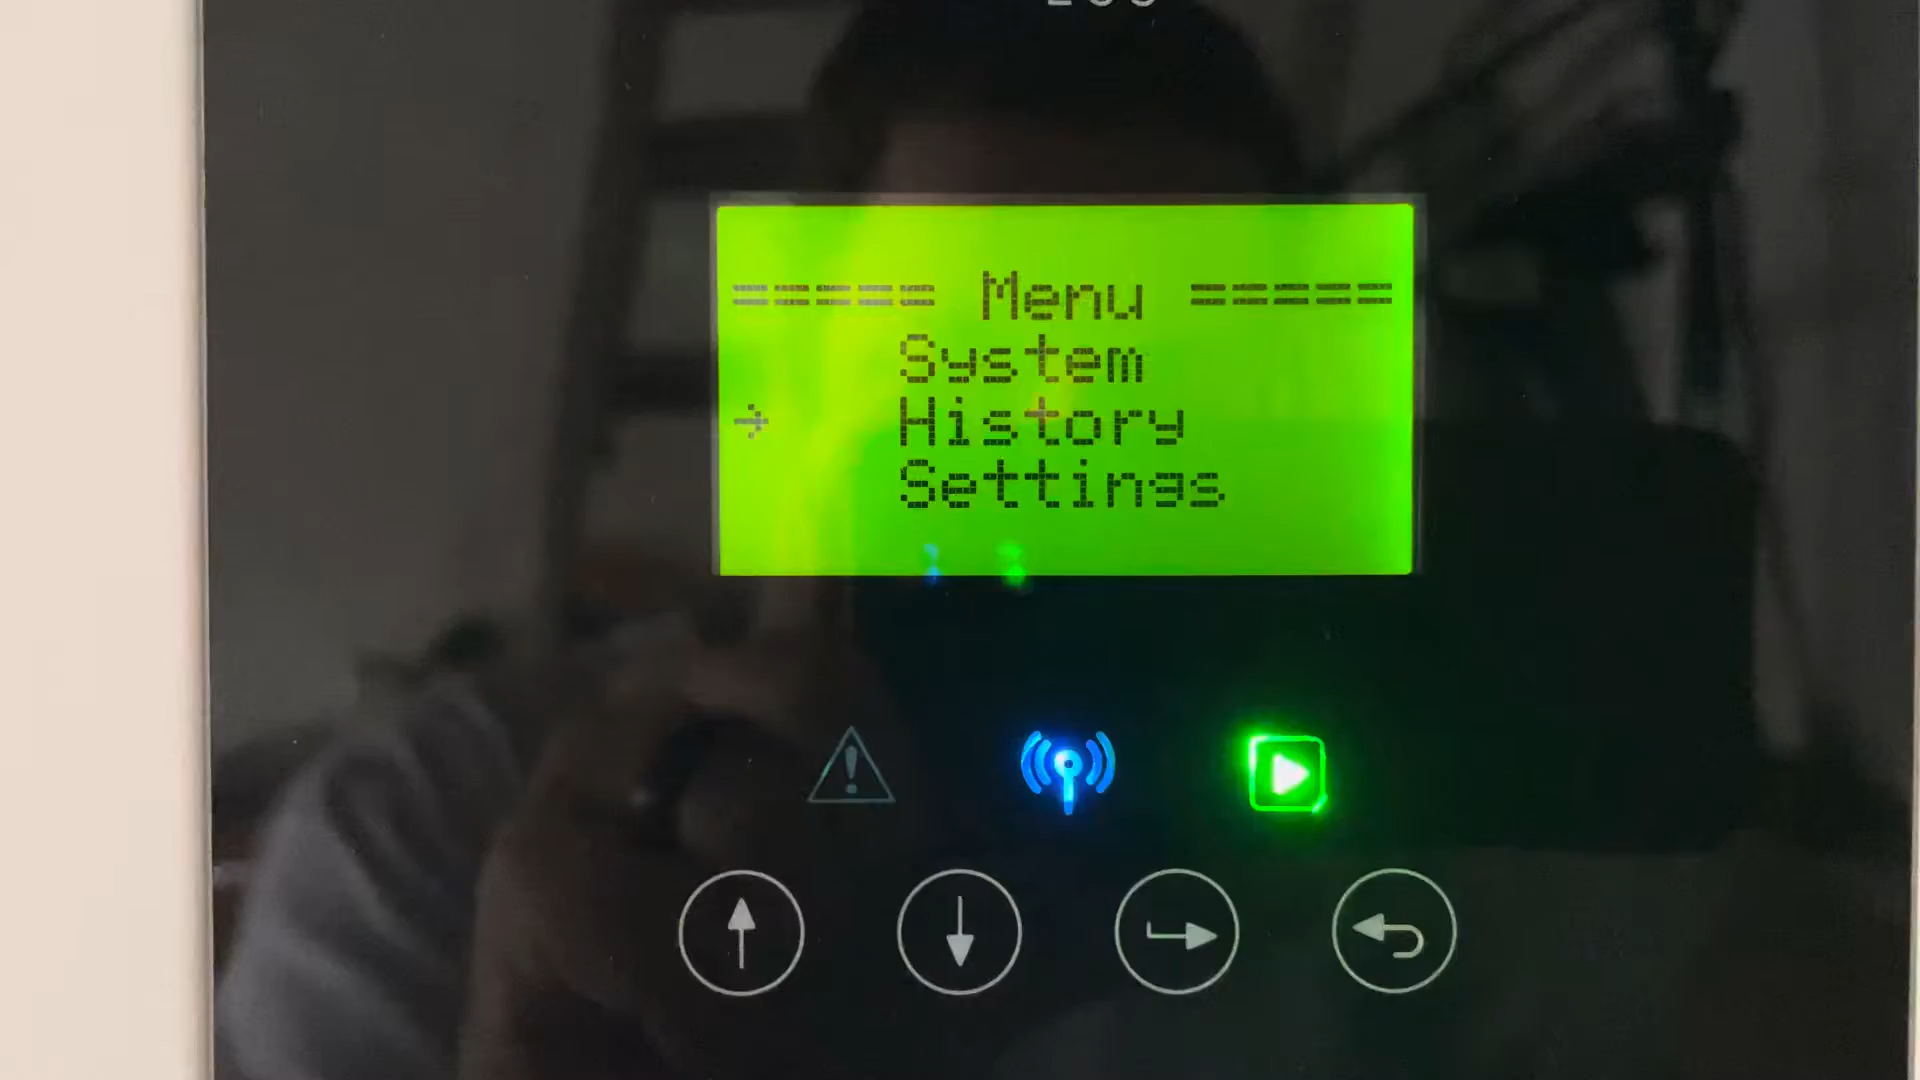 ===== Menu =====
System
→ History
Settings